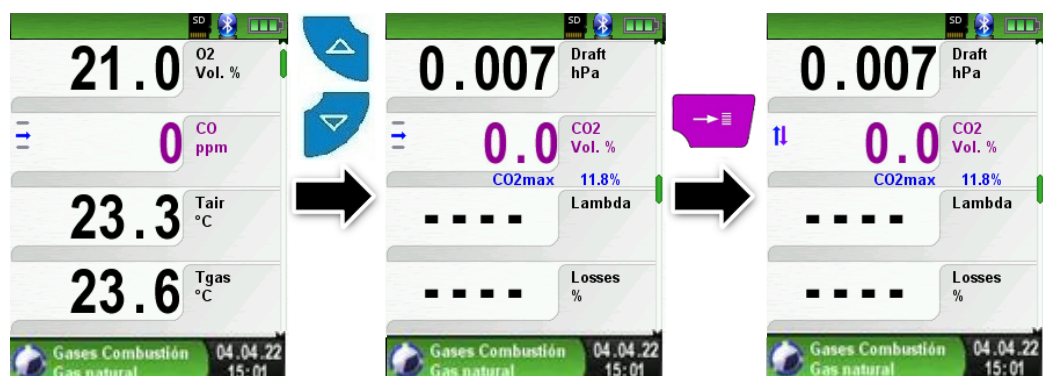 SD
21.0 O2
Vol. %
0 CO
ppm
23.3 Tair
°C
23.6 Tgas
°C
Gases Combustión 04.04.22
Gas natural 15:01
SD
0.007 Draft
hPa
0.0 CO2
Vol. %
CO2max 11.8%
---- Lambda
---- Losses
%
Gases Combustión 04.04.22
Gas natural 15:01
SD
0.007 Draft
hPa
0.0 CO2
Vol. %
CO2max 11.8%
---- Lambda
---- Losses
%
Gases Combustión 04.04.22
Gas natural 15:01